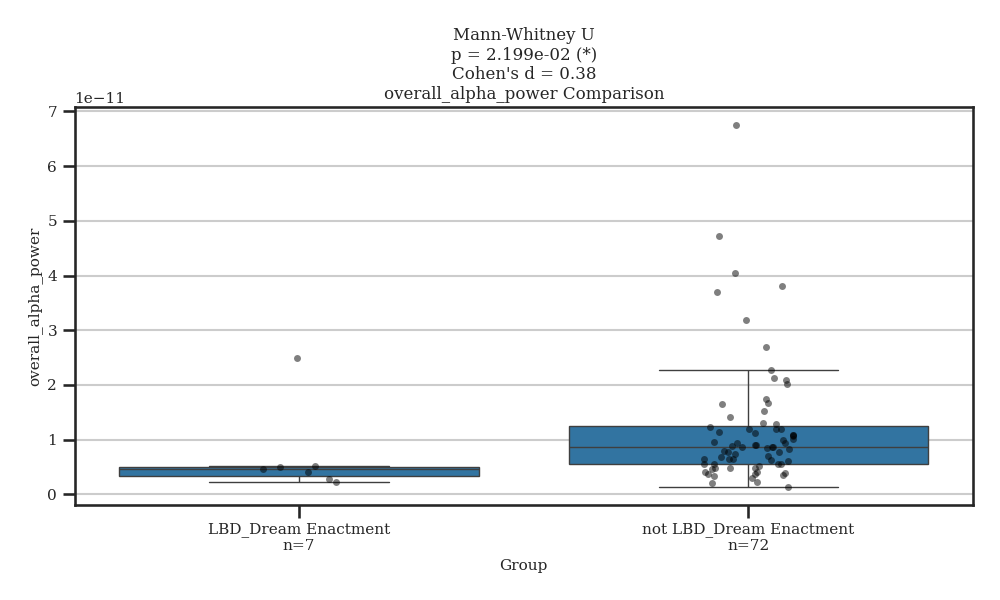 Mann-Whitney U
p = 2.199e-02 (*)
Cohen's d = 0.38
overall_alpha_power Comparison
1e−11
7
6
5
4
3
2
1
0
overall_alpha_power
LBD_Dream Enactment
n=7
not LBD_Dream Enactment
n=72
Group